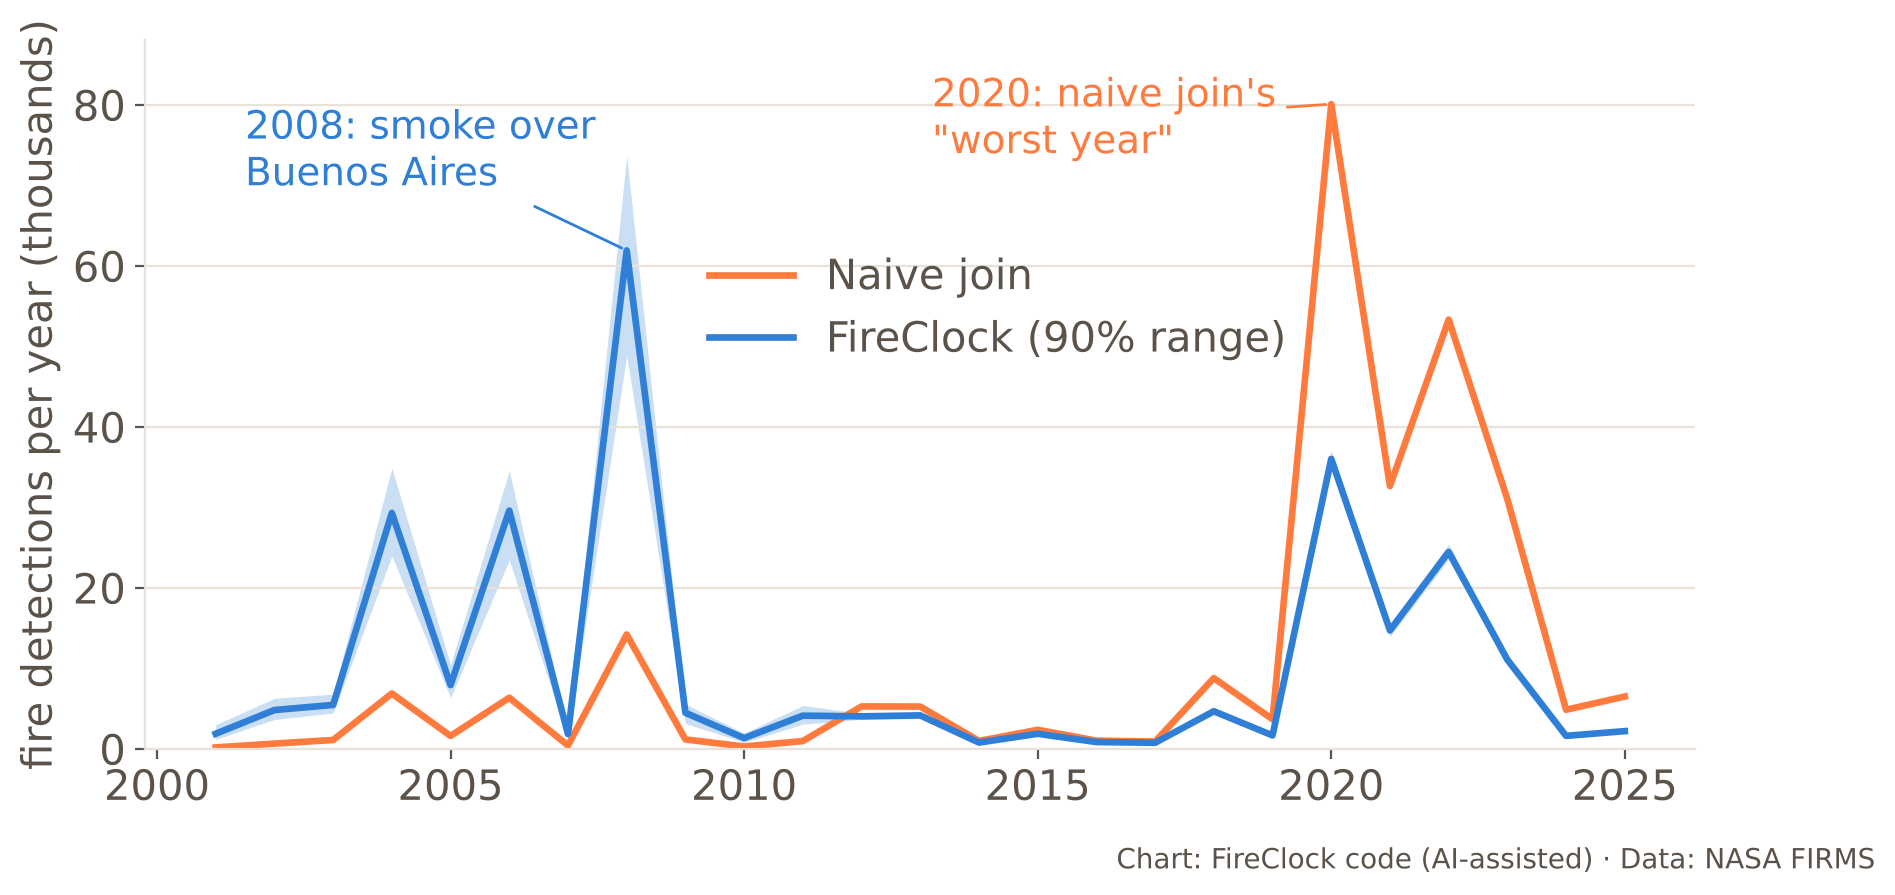 fire detections per year (thousands)
80
60
40
20
0
2008: smoke over
Buenos Aires
2020: naive join's
"worst year"
Naive join
FireClock (90% range)
2000 2005 2010 2015 2020 2025
Chart: FireClock code (AI-assisted) · Data: NASA FIRMS